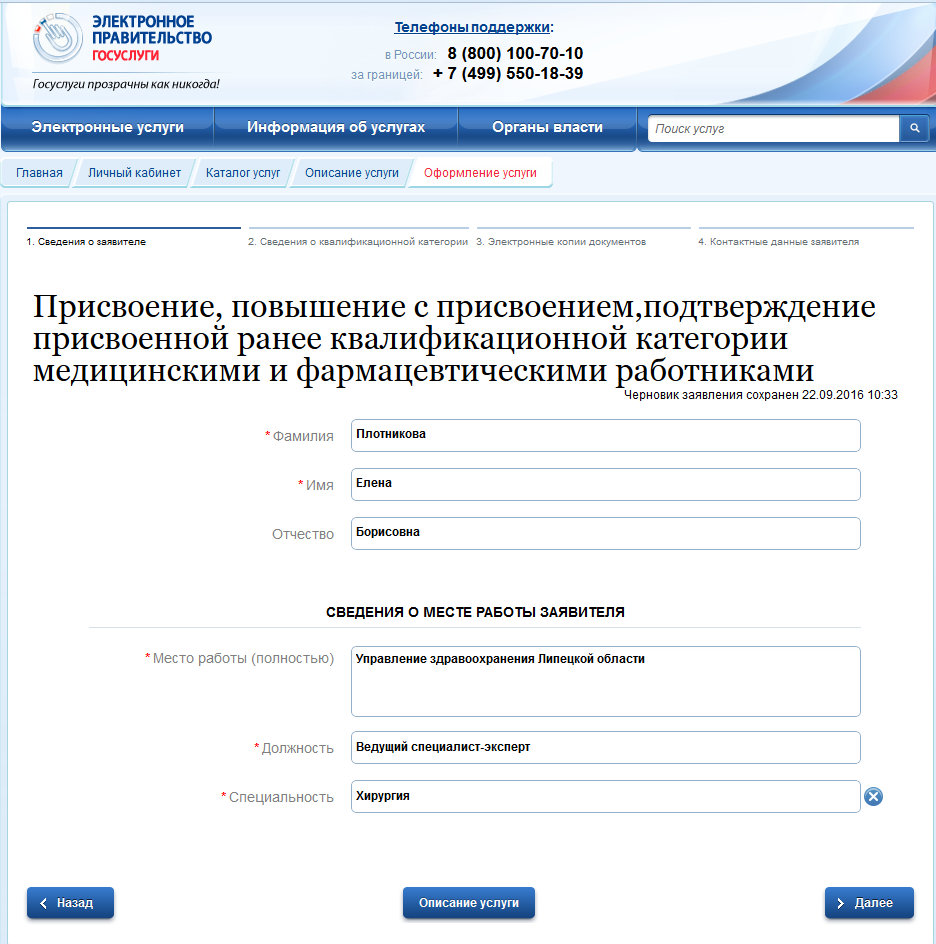 ЭЛЕКТРОННОЕ
ПРАВИТЕЛЬСТВО
ГОСУСЛУГИ
Госуслуги прозрачны как никогда!
Телефоны поддержки:
в России: 8 (800) 100-70-10
за границей: + 7 (499) 550-18-39
Электронные услуги Информация об услугах Органы власти Поиск услуг
Главная Личный кабинет Каталог услуг Описание услуги Оформление услуги
1. Сведения о заявителе 2. Сведения о квалификационной категории 3. Электронные копии документов 4. Контактные данные заявителя
Присвоение, повышение с присвоением,подтверждение
присвоенной ранее квалификационной категории
медицинскими и фармацевтическими работниками
Черновик заявления сохранен 22.09.2016 10:33
* Фамилия Плотникова
* Имя Елена
Отчество Борисовна
СВЕДЕНИЯ О МЕСТЕ РАБОТЫ ЗАЯВИТЕЛЯ
* Место работы (полностью) Управление здравоохранения Липецкой области
* Должность Ведущий специалист-эксперт
* Специальность Хирургия
Назад Описание услуги Далее